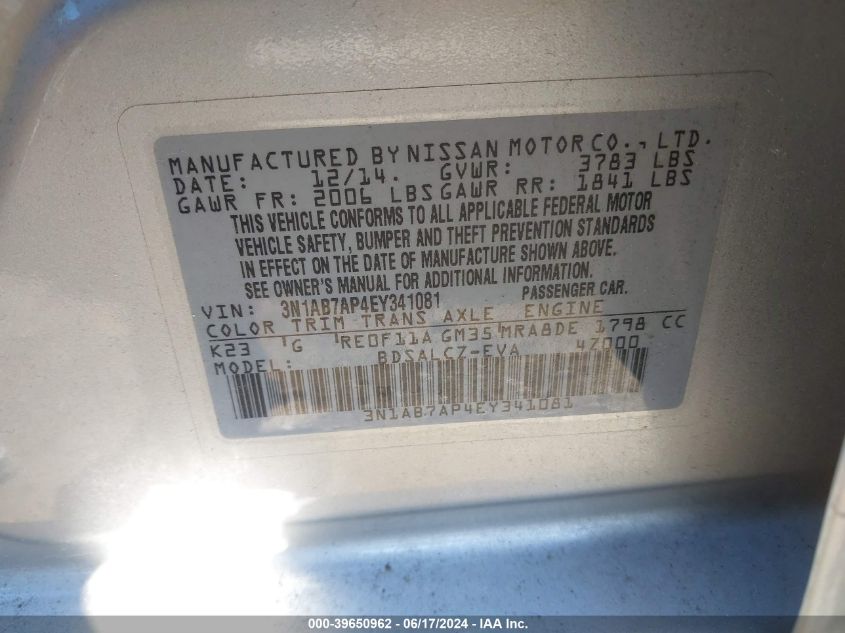 MANUFACTURED BY NISSAN MOTOR CO., LTD.
DATE: 12/14. GVWR: 3783 LBS
GAWR FR: 2006 LBS GAWR RR: 1841 LBS
THIS VEHICLE CONFORMS TO ALL APPLICABLE FEDERAL MOTOR
VEHICLE SAFETY, BUMPER AND THEFT PREVENTION STANDARDS
IN EFFECT ON THE DATE OF MANUFACTURE SHOWN ABOVE.
SEE OWNER'S MANUAL FOR ADDITIONAL INFORMATION.
VIN: 3N1AB7AP4EY341081 PASSENGER CAR.
COLOR TRIM TRANS AXLE ENGINE
K23 G RE0F11A GM35 MRA8DE 1798 CC
MODEL: BDSALCZ-EVA 47000
3N1AB7AP4EY341081
000-39650962 - 06/17/2024 - IAA Inc.